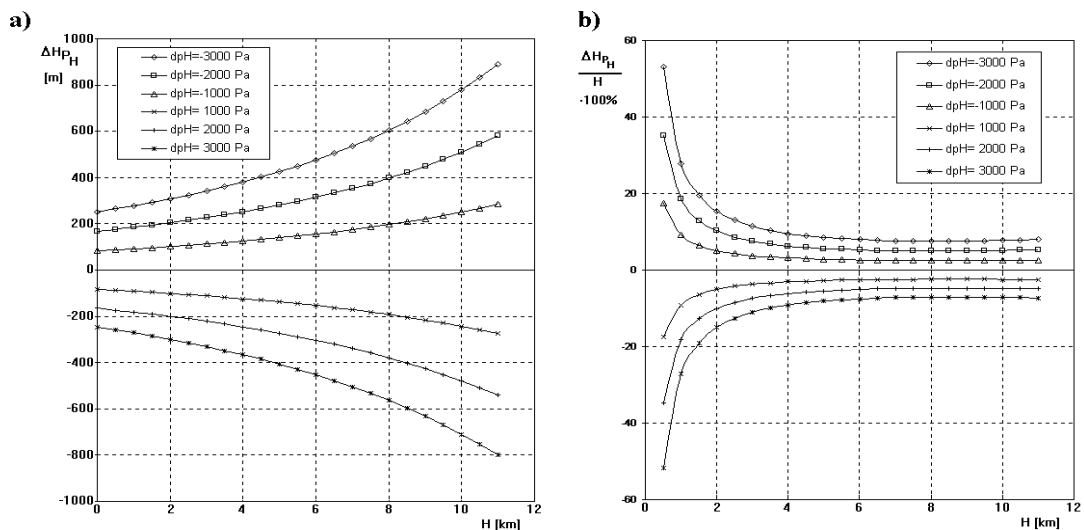 a)
1000
ΔHPH
[m]
800
600
400
200
0
-200
-400
-600
-800
-1000
dpH=-3000 Pa
dpH=-2000 Pa
dpH=-1000 Pa
dpH= 1000 Pa
dpH= 2000 Pa
dpH= 3000 Pa
0 2 4 6 8 10 12
H [km]
b)
60
ΔHPH
H
·100%
40
20
0
-20
-40
-60
dpH=-3000 Pa
dpH=-2000 Pa
dpH=-1000 Pa
dpH= 1000 Pa
dpH= 2000 Pa
dpH= 3000 Pa
0 2 4 6 8 10 12
H [km]